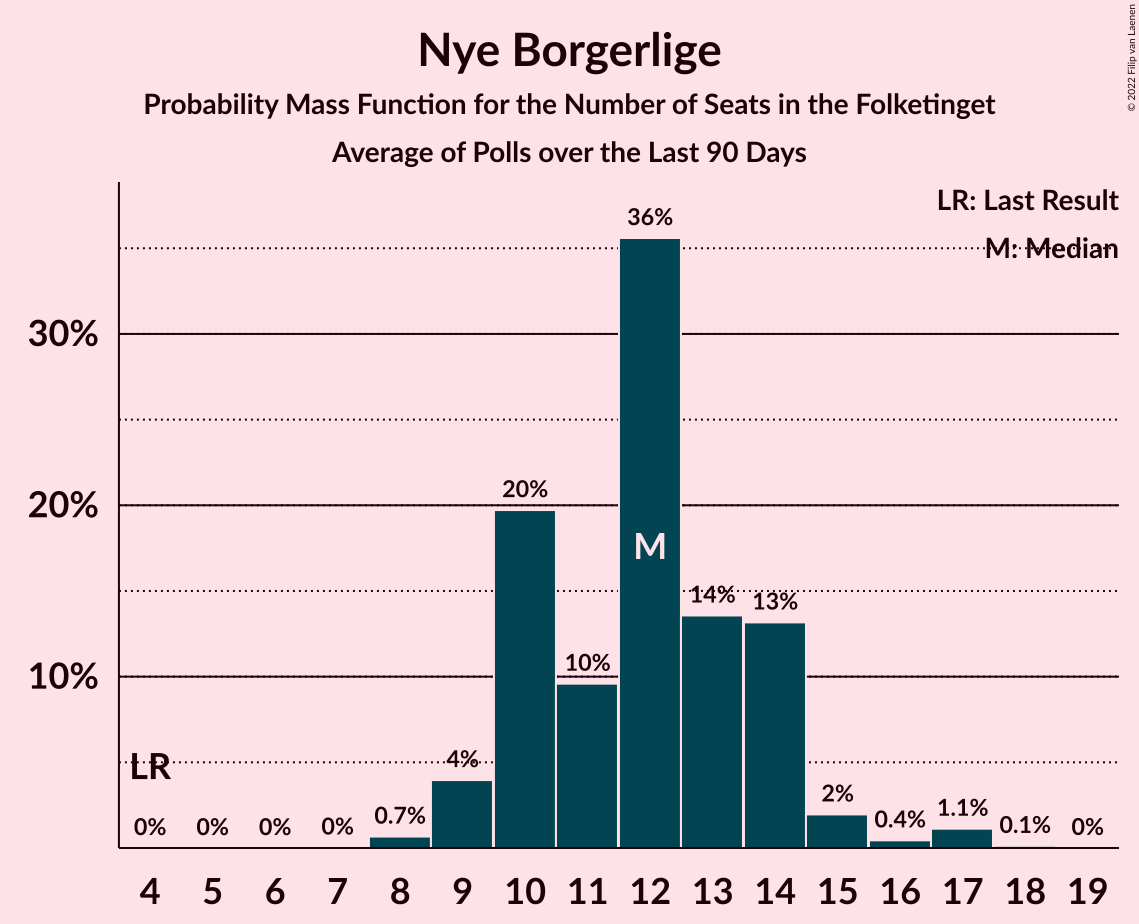 Nye Borgerlige
Probability Mass Function for the Number of Seats in the Folketinget
Average of Polls over the Last 90 Days
© 2022 Filip van Laenen
LR: Last Result
M: Median
36%
30%
20%
20%
M
14%
13%
10%
10%
LR
4%
0%
0%
0%
0%
0.7%
2%
0.4%
1.1%
0.1%
0%
4 5 6 7 8 9 10 11 12 13 14 15 16 17 18 19